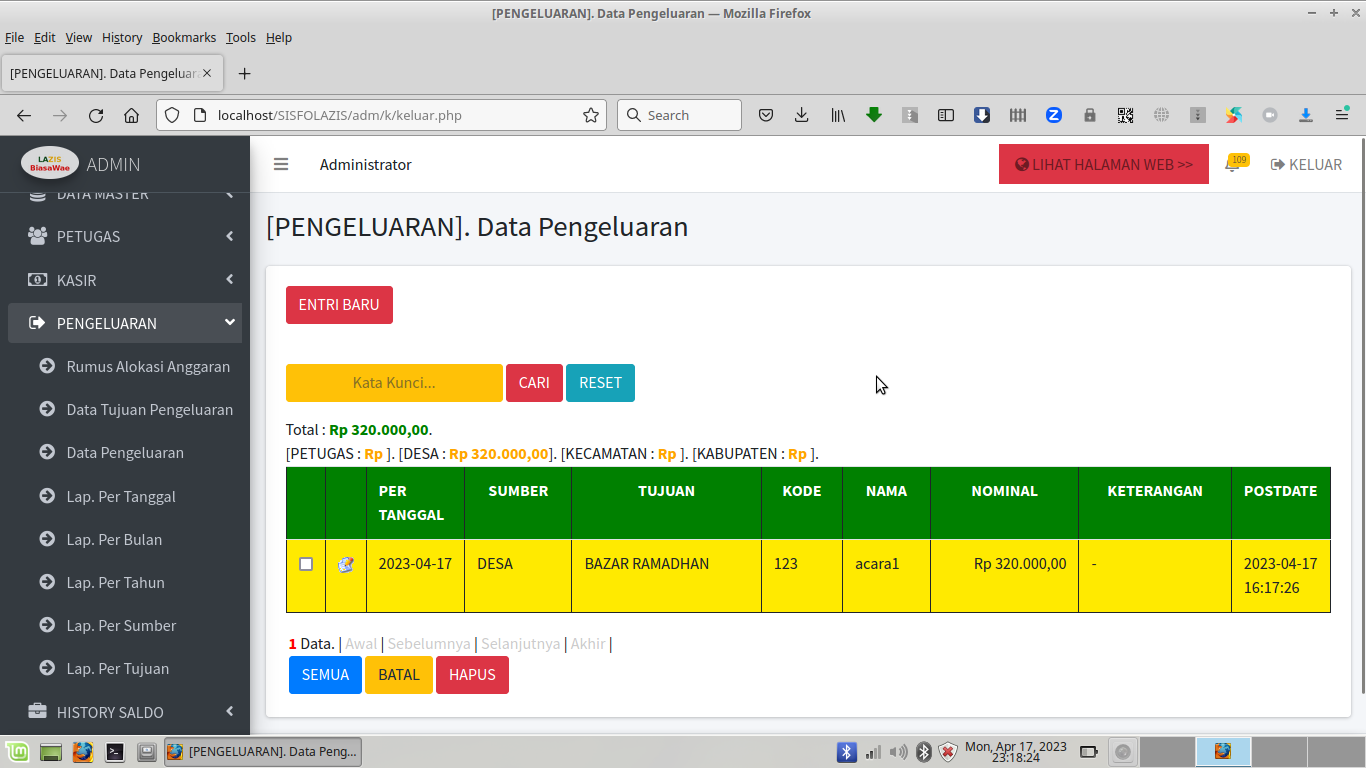 [PENGELUARAN]. Data Pengeluaran — Mozilla Firefox
File Edit View History Bookmarks Tools Help
[PENGELUARAN]. Data Pengeluar
localhost/SISFOLAZIS/adm/k/keluar.php
Search
LAZIS
BiasaWae
ADMIN
Administrator
LIHAT HALAMAN WEB >>
109
KELUAR
DATA MASTER
PETUGAS
KASIR
PENGELUARAN
Rumus Alokasi Anggaran
Data Tujuan Pengeluaran
Data Pengeluaran
Lap. Per Tanggal
Lap. Per Bulan
Lap. Per Tahun
Lap. Per Sumber
Lap. Per Tujuan
HISTORY SALDO
[PENGELUARAN]. Data Pengeluaran
ENTRI BARU
Kata Kunci... CARI RESET
Total : Rp 320.000,00.
[PETUGAS : Rp ]. [DESA : Rp 320.000,00]. [KECAMATAN : Rp ]. [KABUPATEN : Rp ].
PER TANGGAL SUMBER TUJUAN KODE NAMA NOMINAL KETERANGAN POSTDATE
2023-04-17 DESA BAZAR RAMADHAN 123 acara1 Rp 320.000,00 - 2023-04-17 16:17:26
1 Data. | Awal | Sebelumnya | Selanjutnya | Akhir |
SEMUA BATAL HAPUS
[PENGELUARAN]. Data Peng...
Mon, Apr 17, 2023
23:18:24